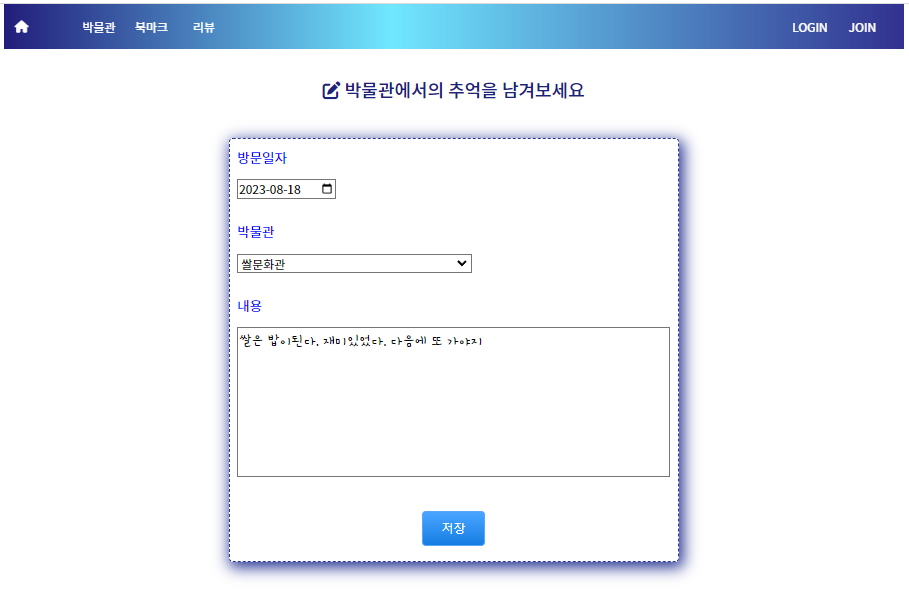 박물관 북마크 리뷰 LOGIN JOIN
박물관에서의 추억을 남겨보세요
방문일자
2023-08-18
박물관
쌀문화관
내용
쌀은 밥이된다. 재미있었다. 다음에 또 가야지
저장